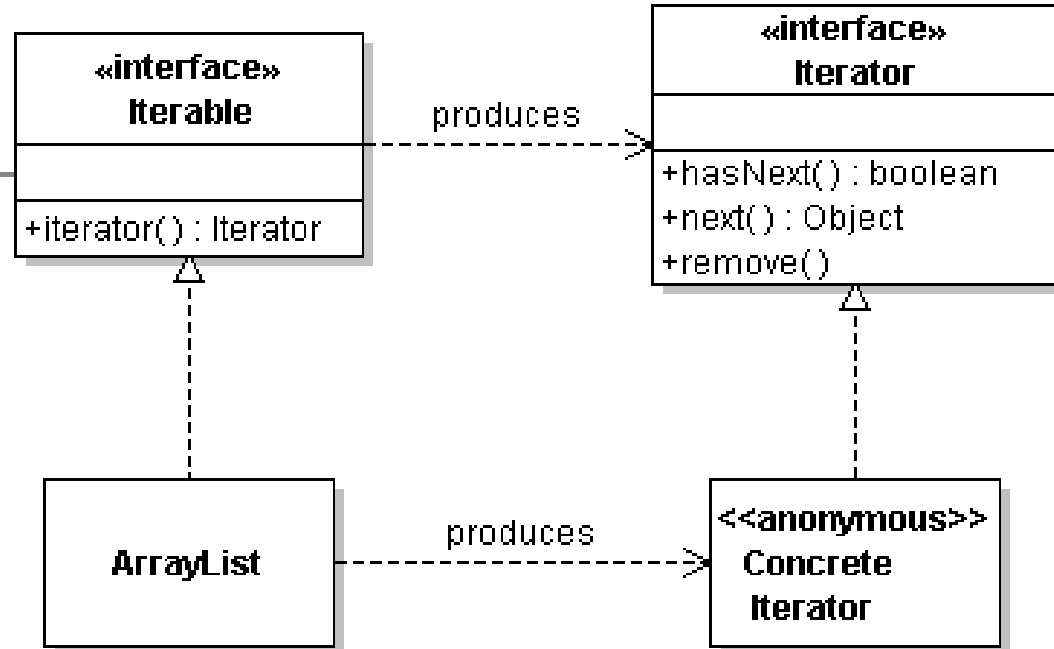 «interface»
Iterable
+iterator() : Iterator
produces
«interface»
Iterator
+hasNext() : boolean
+next() : Object
+remove()
ArrayList
produces
<<anonymous>>
Concrete
Iterator